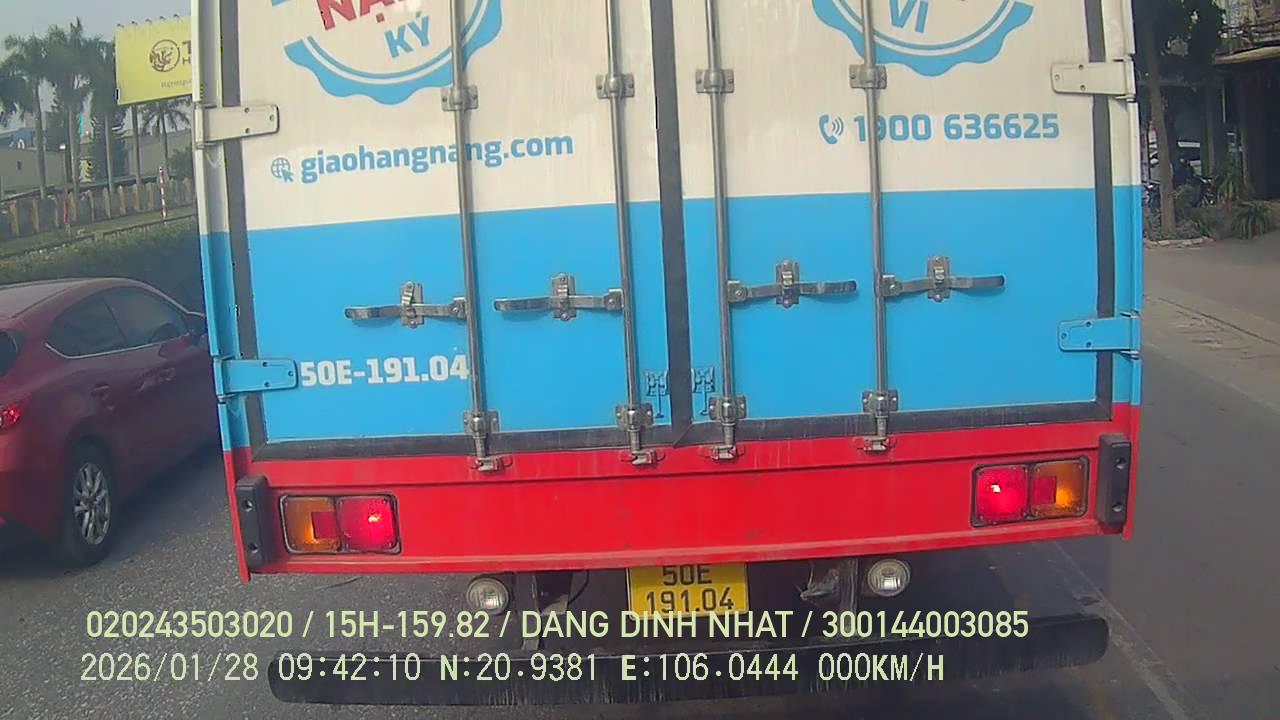 KỲ
VI
giaohangnang.com
1900 636625
50E-191.04
50E
191.04
020243503020 / 15H-159.82 / DANG DINH NHAT / 300144003085
2026/01/28 09:42:10 N:20.9381 E:106.0444 000KM/H